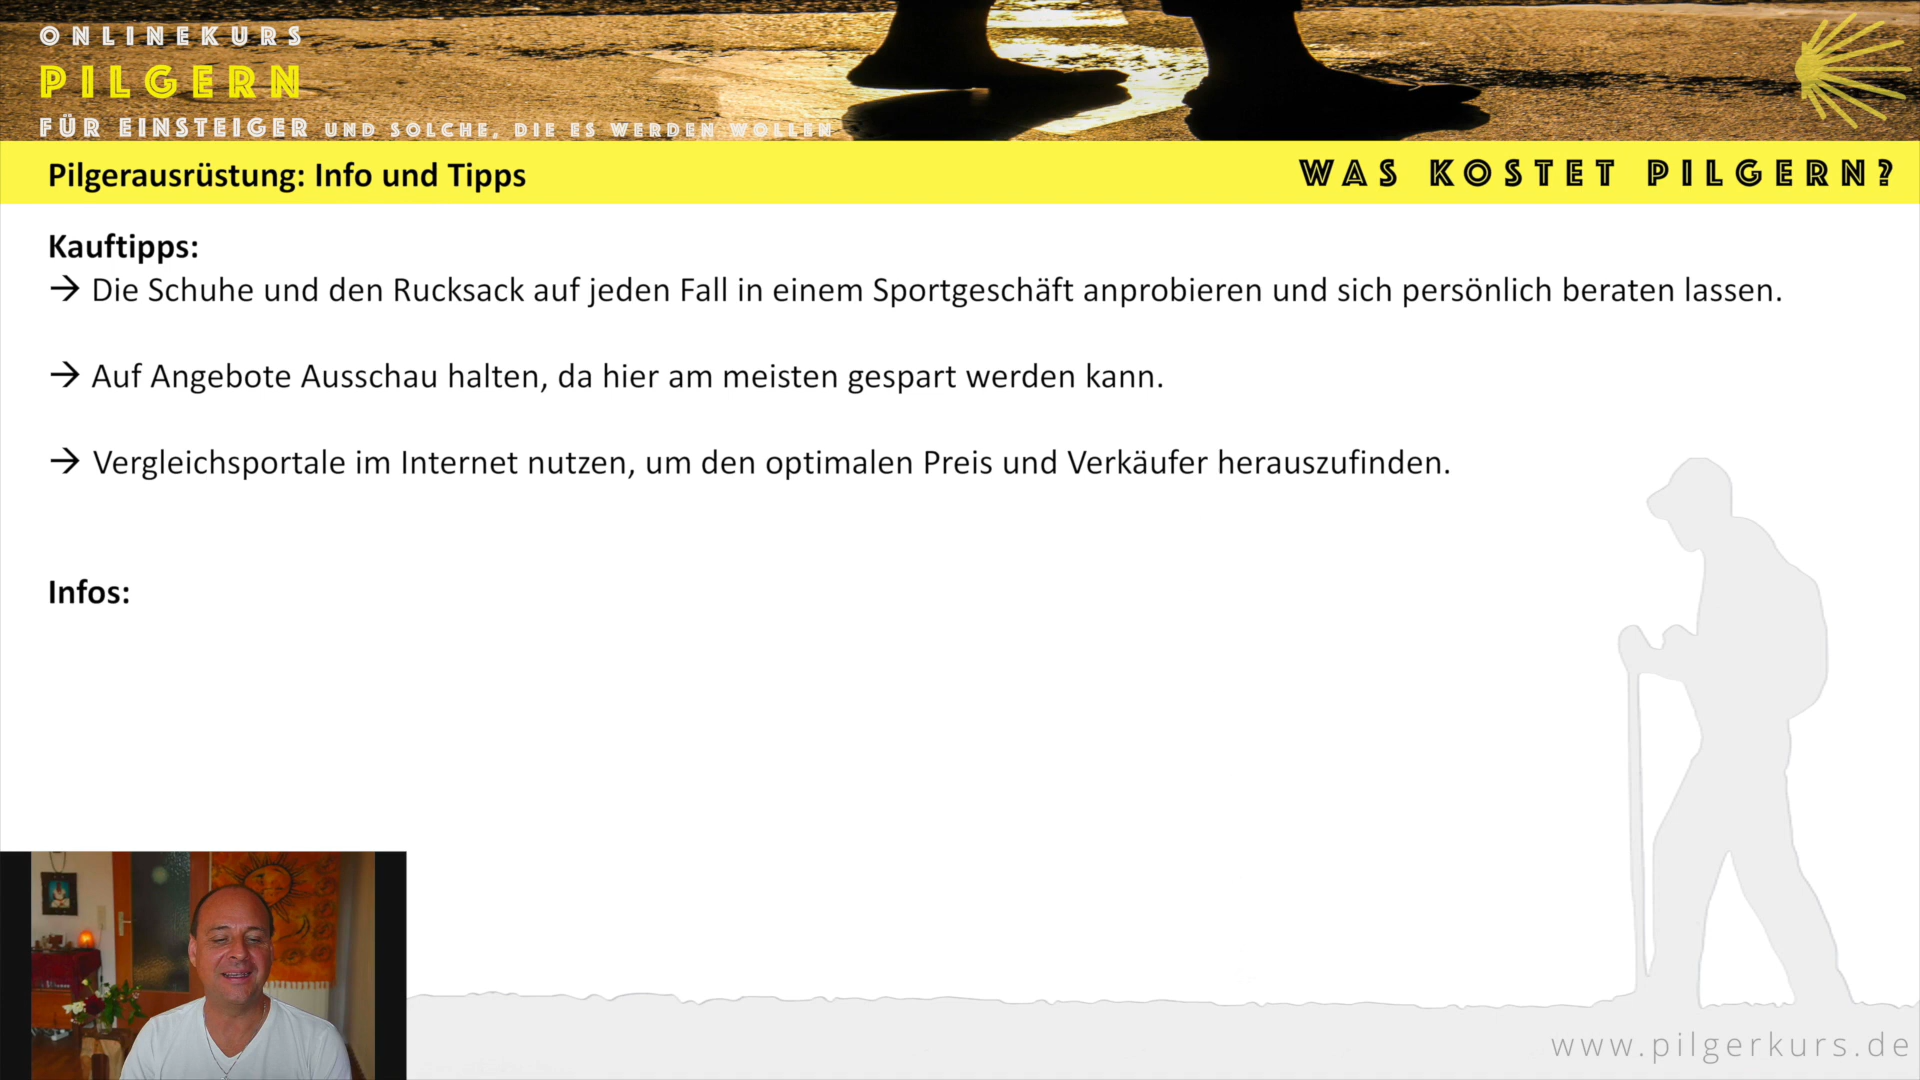 ONLINEKURS
PILGERN
FÜR EINSTEIGER UND SOLCHE, DIE ES WERDEN WOLLEN
Pilgerausrüstung: Info und Tipps
WAS KOSTET PILGERN?
Kauftipps:
→ Die Schuhe und den Rucksack auf jeden Fall in einem Sportgeschäft anprobieren und sich persönlich beraten lassen.
→ Auf Angebote Ausschau halten, da hier am meisten gespart werden kann.
→ Vergleichsportale im Internet nutzen, um den optimalen Preis und Verkäufer herauszufinden.
Infos:
www.pilgerkurs.de